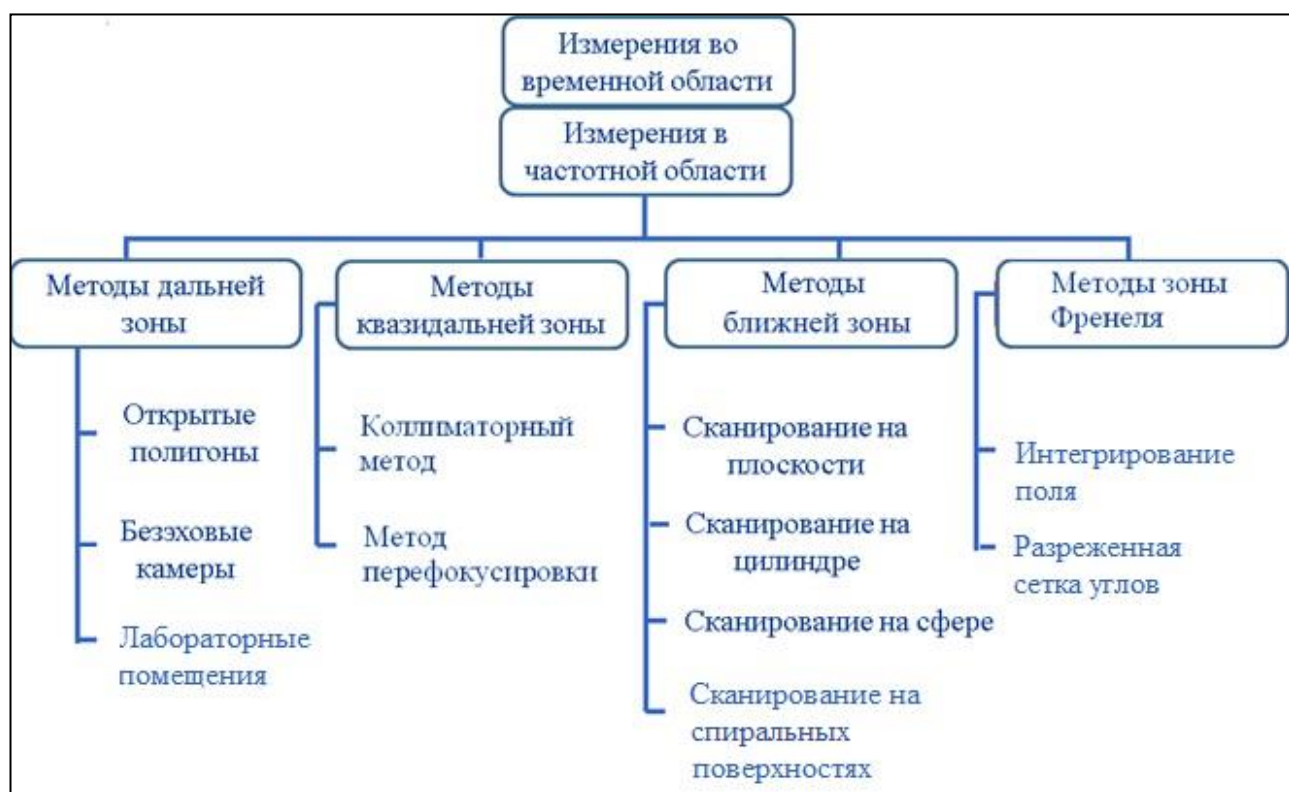 Измерения во
временной области
Измерения в
частотной области
Методы дальней
зоны
Открытые
полигоны
Безэховые
камеры
Лабораторные
помещения
Методы
квазидальней зоны
Коллиматорный
метод
Метод
перефокусировки
Методы
ближней зоны
Сканирование на
плоскости
Сканирование на
цилиндре
Сканирование на сфере
Сканирование на
спиральных
поверхностях
Методы зоны
Френеля
Интегрирование
поля
Разреженная
сетка углов